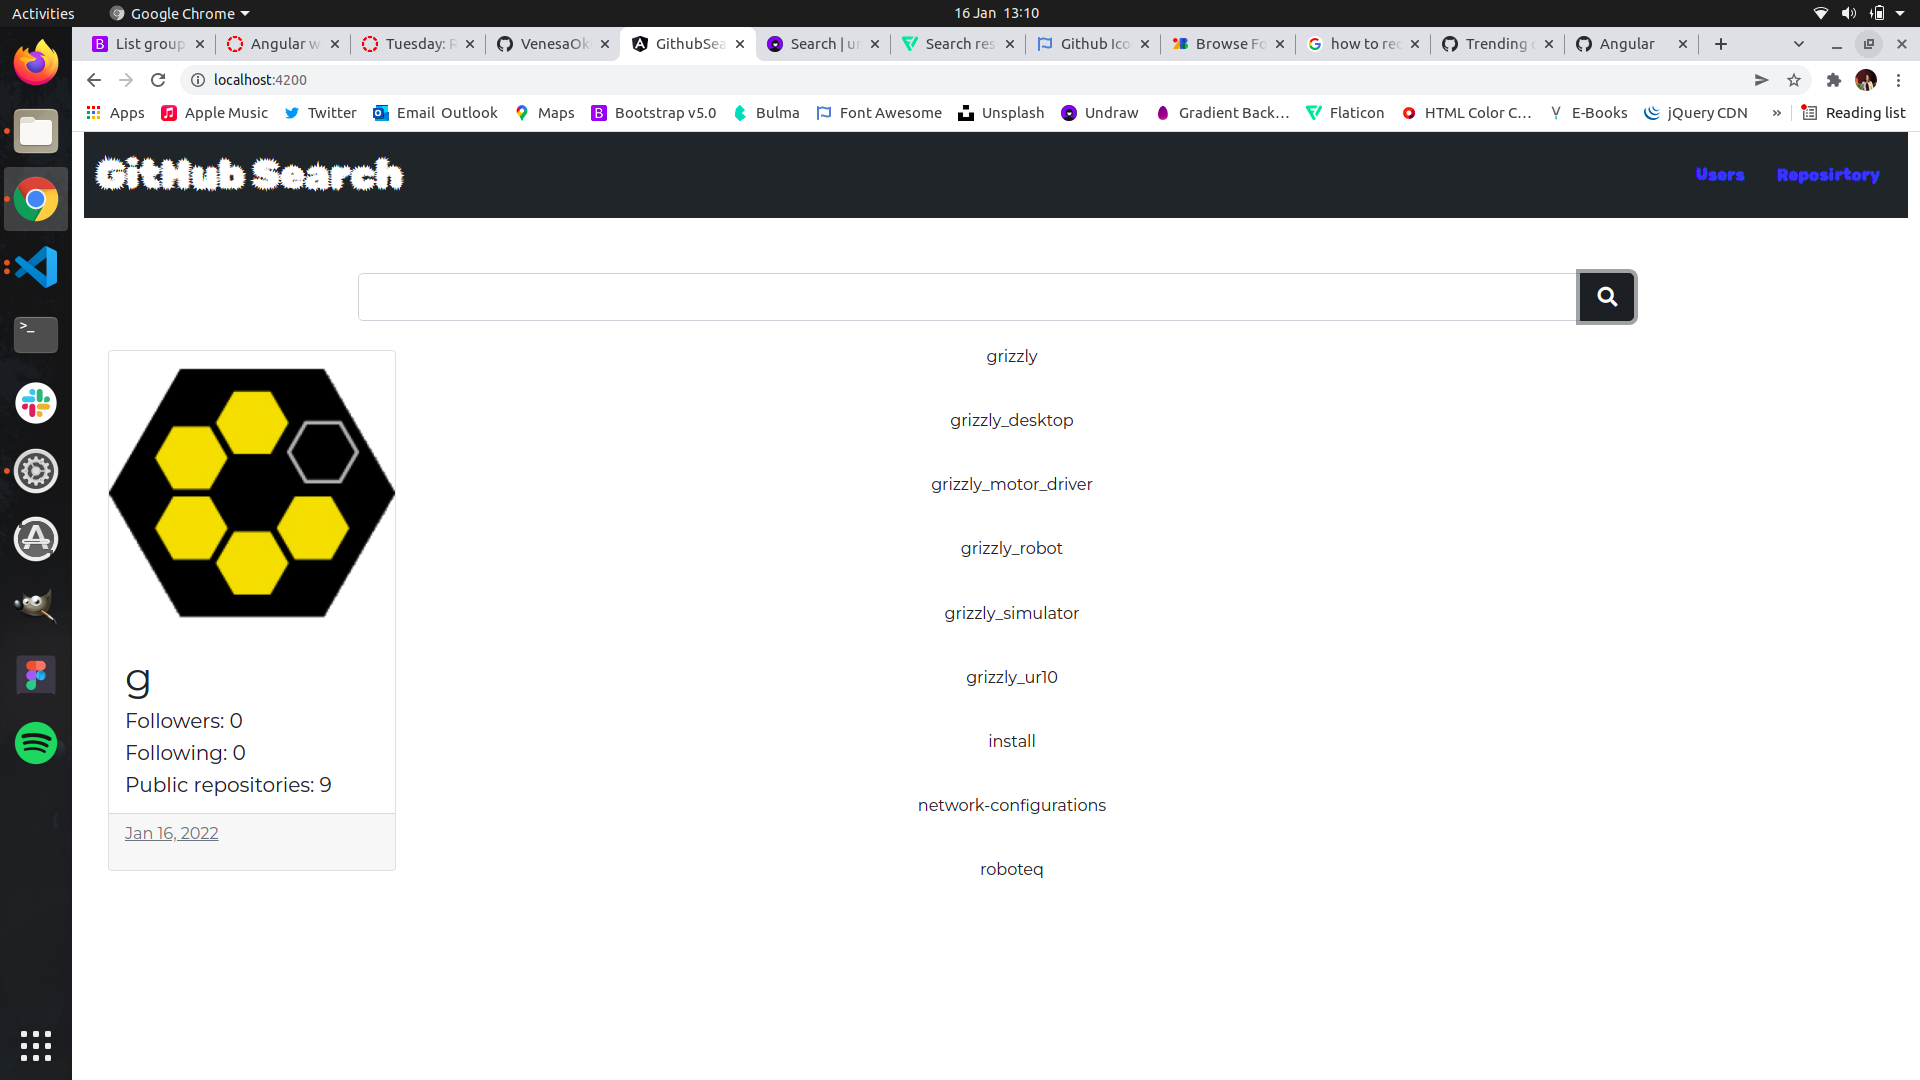 Activities Google Chrome 16 Jan 13:10
List group Angular w Tuesday: R VenesaOk GithubSea Search | ur Search res Github Ico Browse Fo how to rec Trending Angular
localhost:4200
Apps Apple Music Twitter Email Outlook Maps Bootstrap v5.0 Bulma Font Awesome Unsplash Undraw Gradient Back… Flaticon HTML Color C… E-Books jQuery CDN » Reading list
GitHub Search Users Reposirtory
grizzly
grizzly_desktop
grizzly_motor_driver
grizzly_robot
grizzly_simulator
grizzly_ur10
install
network-configurations
roboteq
g
Followers: 0
Following: 0
Public repositories: 9
Jan 16, 2022